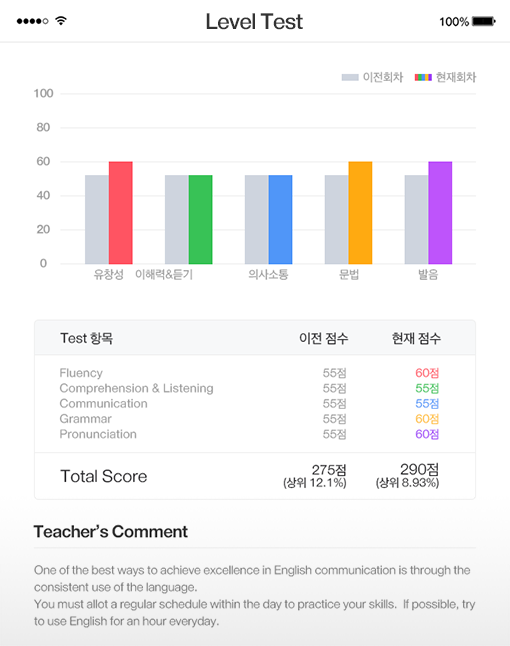 Level Test
100%
이전회차 현재회차
100
80
60
40
20
0
유창성 이해력&듣기 의사소통 문법 발음
Test 항목 이전 점수 현재 점수
Fluency 55점 60점
Comprehension & Listening 55점 55점
Communication 55점 55점
Grammar 55점 60점
Pronunciation 55점 60점
Total Score 275점 290점
(상위 12.1%) (상위 8.93%)
Teacher's Comment
One of the best ways to achieve excellence in English communication is through the
consistent use of the language.
You must allot a regular schedule within the day to practice your skills. If possible, try
to use English for an hour everyday.